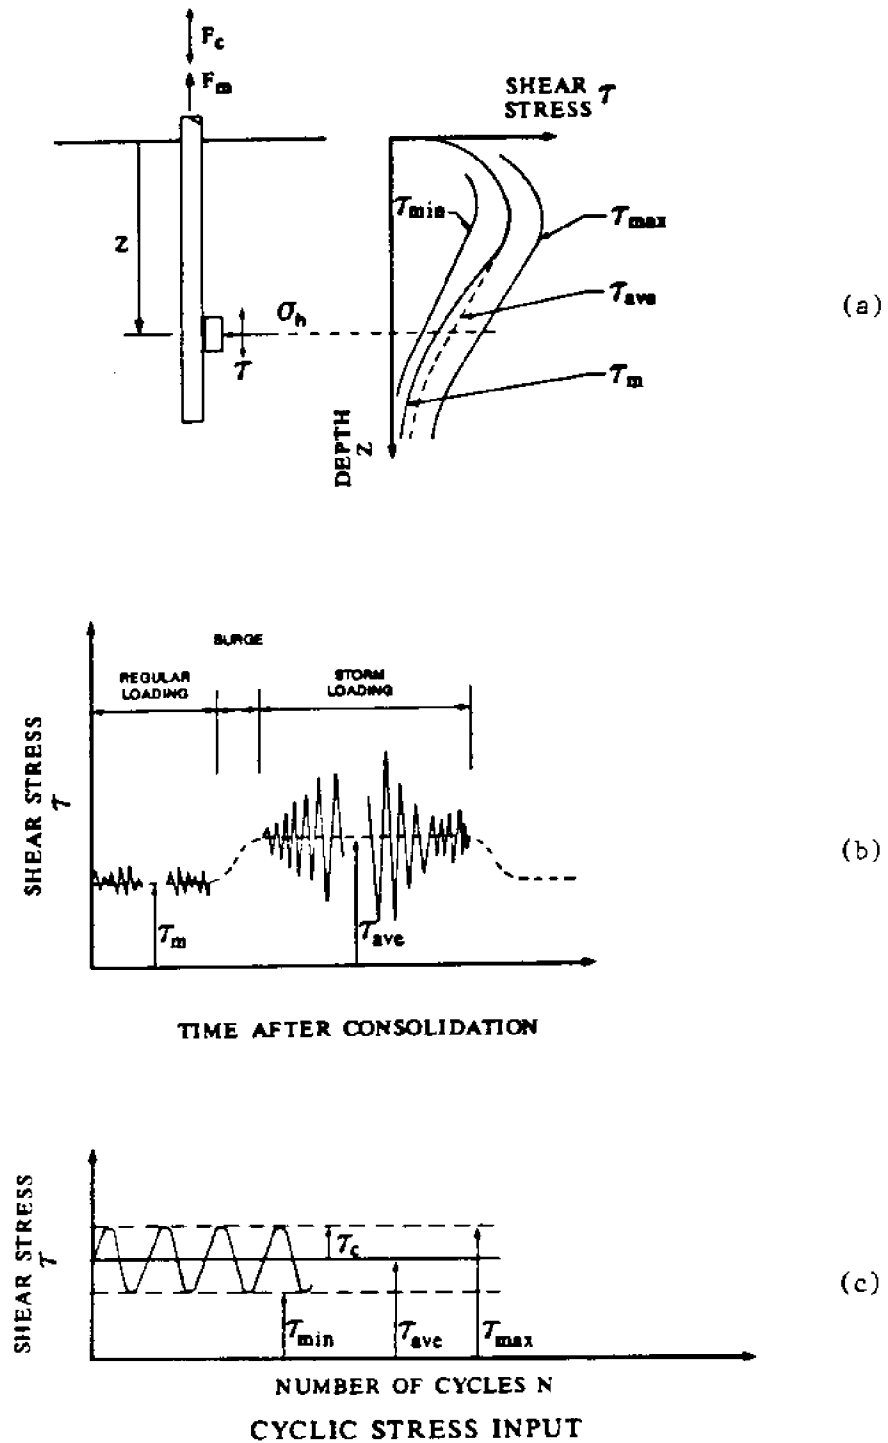 F_c
F_m
SHEAR
STRESS τ
τ_min
τ_max
z
σ_h
τ_ave
(a)
τ
τ_m
DEPTH
Z
SURGE
REGULAR
LOADING
STORM
LOADING
SHEAR STRESS
τ
(b)
τ_m
τ_ave
TIME AFTER CONSOLIDATION
SHEAR STRESS
τ
τ_c
(c)
τ_min
τ_ave
τ_max
NUMBER OF CYCLES N
CYCLIC STRESS INPUT